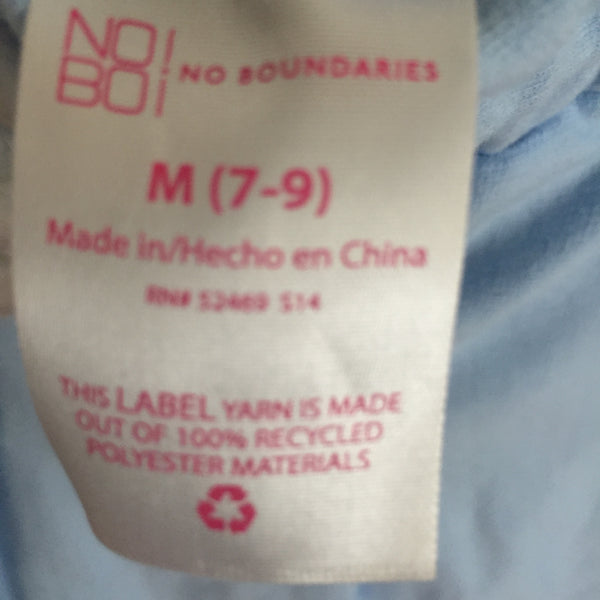 NO!
BO!
NO BOUNDARIES
M (7-9)
Made in/Hecho en China
RN# 52469 S14
THIS LABEL YARN IS MADE
OUT OF 100% RECYCLED
POLYESTER MATERIALS